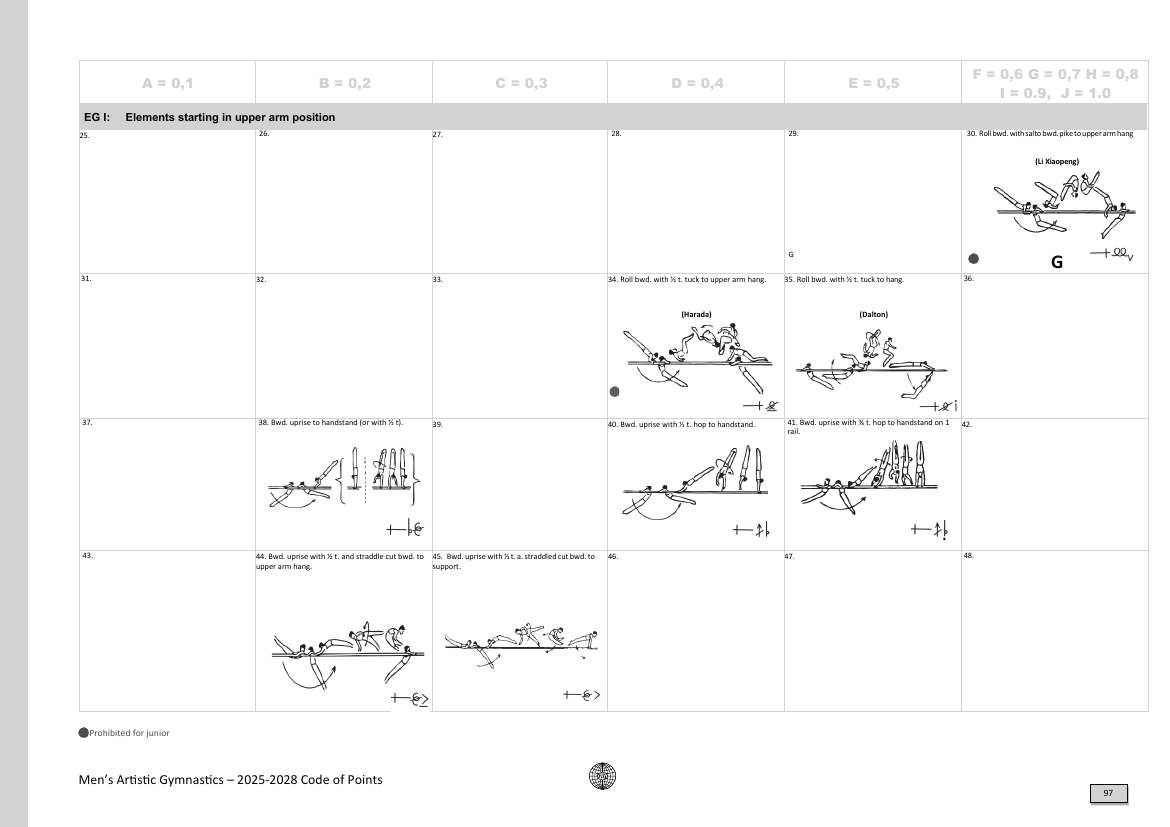 A = 0,1
B = 0,2
C = 0,3
D = 0,4
E = 0,5
F = 0,6 G = 0,7 H = 0,8
I = 0.9, J = 1.0
EG I: Elements starting in upper arm position
25.
26.
27.
28.
29.
G
30. Roll bwd. with salto bwd. pike to upper arm hang
(Li Xiaopeng)
G
31.
32.
33.
34. Roll bwd. with ½ t. tuck to upper arm hang.
(Harada)
35. Roll bwd. with ½ t. tuck to hang.
(Dalton)
36.
37.
38. Bwd. uprise to handstand (or with ½ t).
39.
40. Bwd. uprise with ½ t. hop to handstand.
41. Bwd. uprise with ¾ t. hop to handstand on 1
rail.
42.
43.
44. Bwd. uprise with ½ t. and straddle cut bwd. to
upper arm hang.
45. Bwd. uprise with ½ t. a. straddled cut bwd. to
support.
46.
47.
48.
Prohibited for junior
Men's Artistic Gymnastics – 2025-2028 Code of Points
97